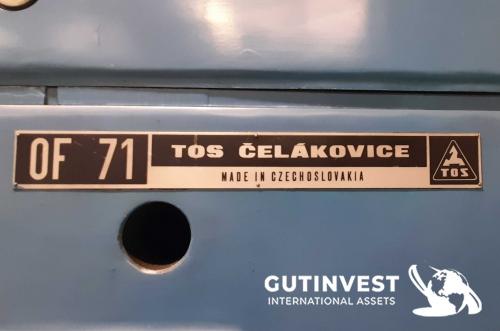 OF 71
TOS ČELÁKOVICE
MADE IN CZECHOSLOVAKIA
TOS
GUTINVEST
INTERNATIONAL ASSETS